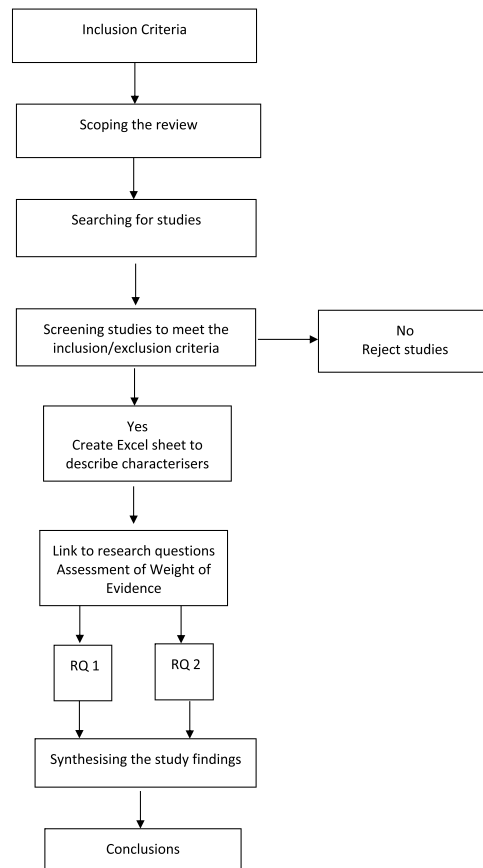 Inclusion Criteria
Scoping the review
Searching for studies
Screening studies to meet the
inclusion/exclusion criteria
No
Reject studies
Yes
Create Excel sheet to
describe characterisers
Link to research questions
Assessment of Weight of
Evidence
RQ 1
RQ 2
Synthesising the study findings
Conclusions